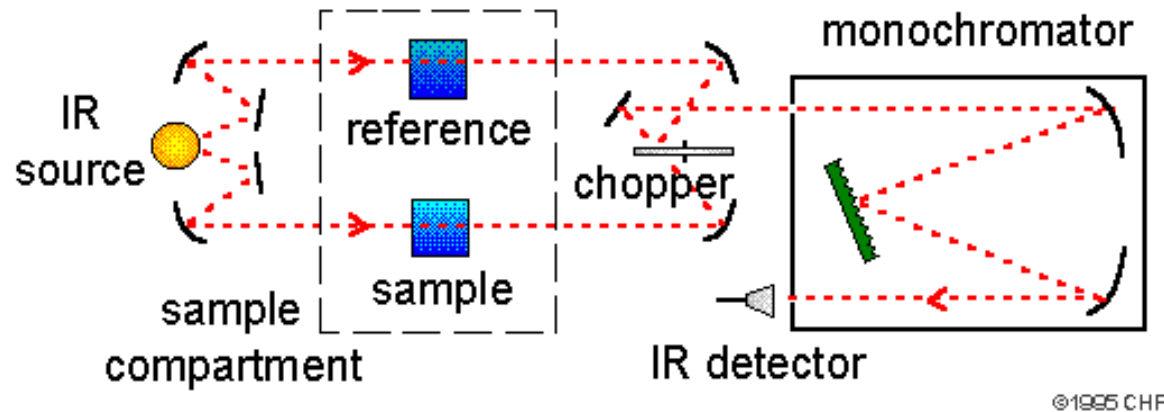 monochromator
IR
source
reference
chopper
sample
sample
compartment
IR detector
©1995 CHP